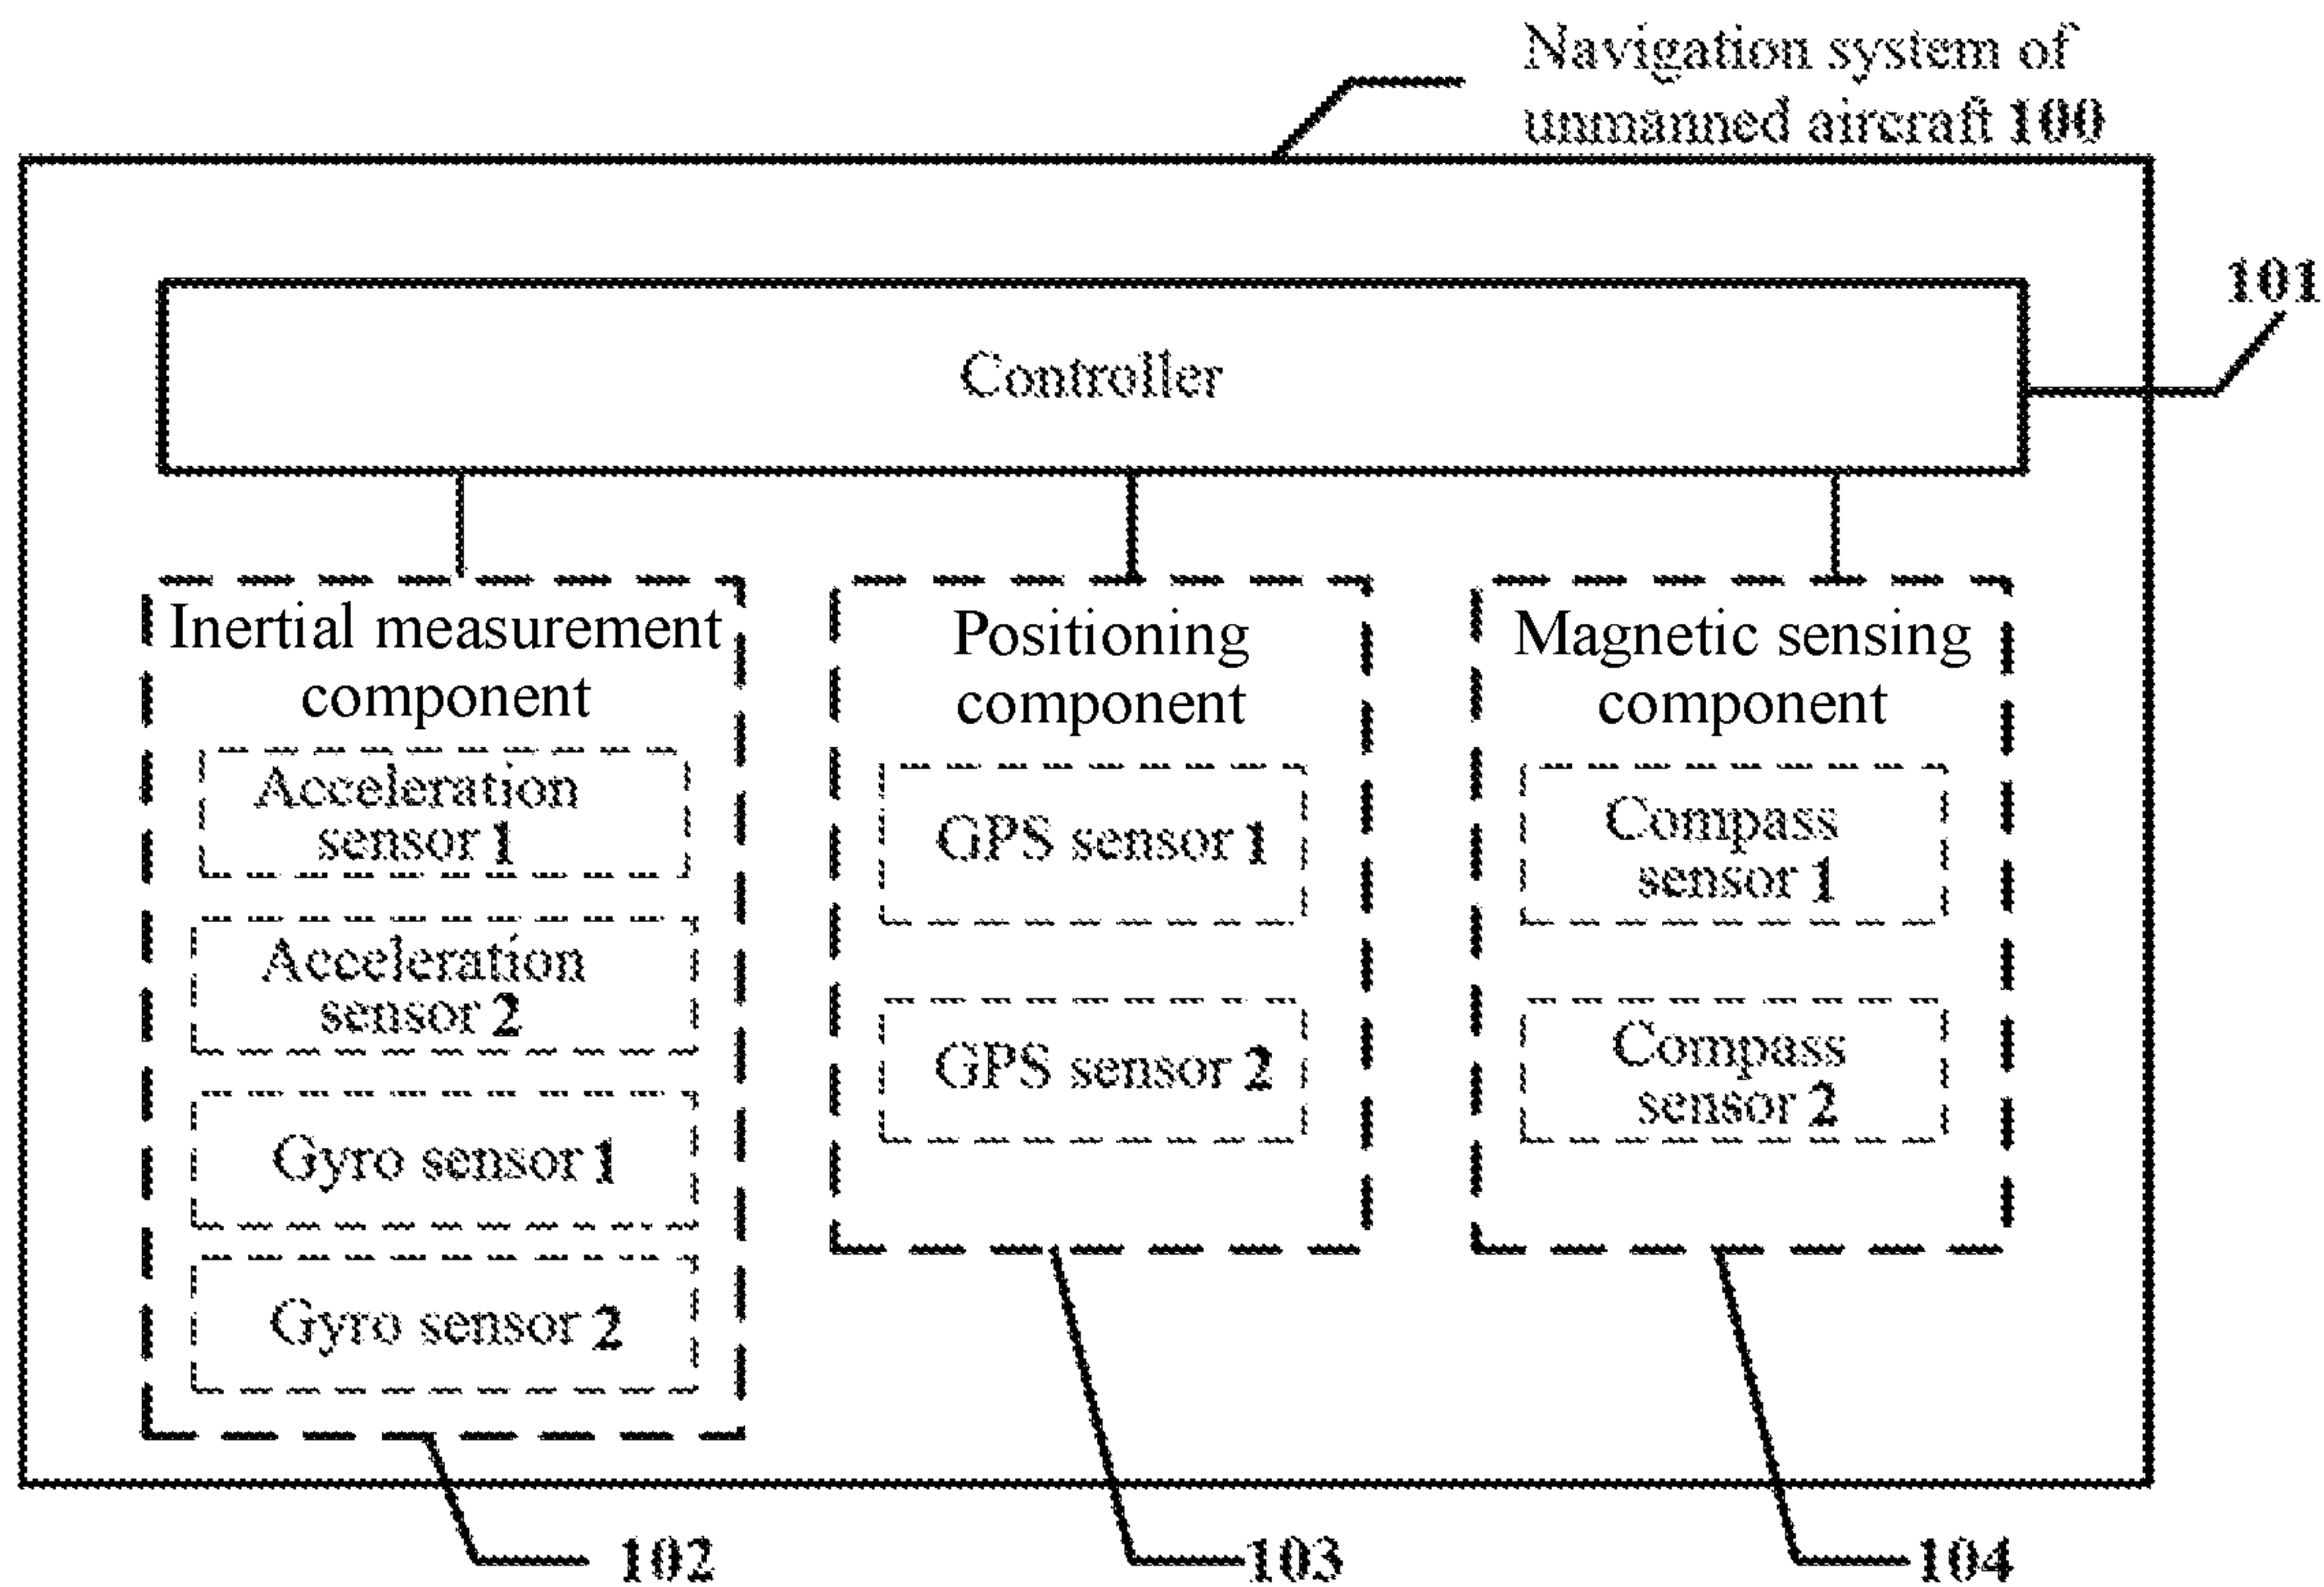 Navigation system of
unmanned aircraft 100
101
Controller
Inertial measurement
component
Acceleration
sensor 1
Acceleration
sensor 2
Gyro sensor 1
Gyro sensor 2
Positioning
component
GPS sensor 1
GPS sensor 2
Magnetic sensing
component
Compass
sensor 1
Compass
sensor 2
102
103
104